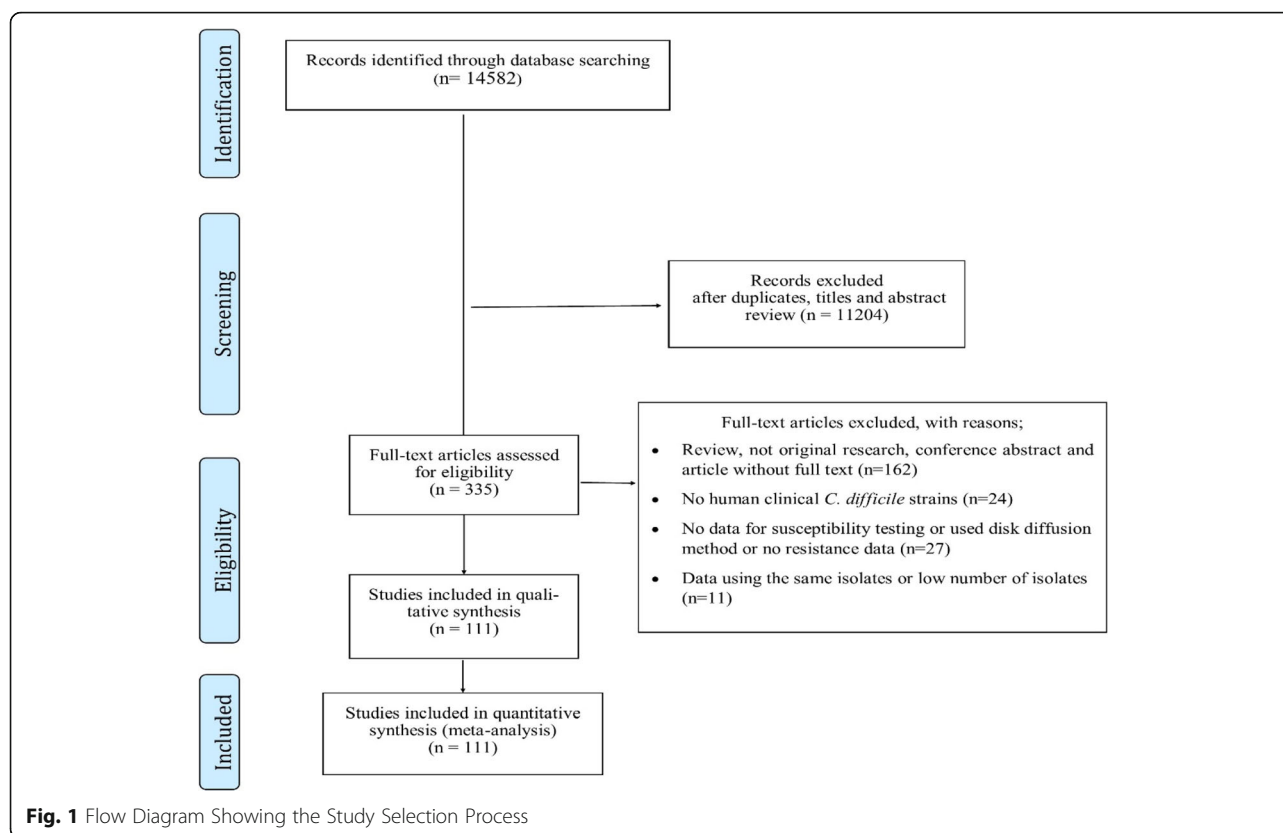 Identification
Records identified through database searching
(n= 14582)
Screening
Records excluded
after duplicates, titles and abstract
review (n = 11204)
Eligibility
Full-text articles assessed
for eligibility
(n = 335)
Full-text articles excluded, with reasons;
• Review, not original research, conference abstract and
article without full text (n=162)
• No human clinical C. difficile strains (n=24)
• No data for susceptibility testing or used disk diffusion
method or no resistance data (n=27)
• Data using the same isolates or low number of isolates
(n=11)
Studies included in quali-
tative synthesis
(n = 111)
Included
Studies included in quantitative
synthesis (meta-analysis)
(n = 111)
Fig. 1 Flow Diagram Showing the Study Selection Process